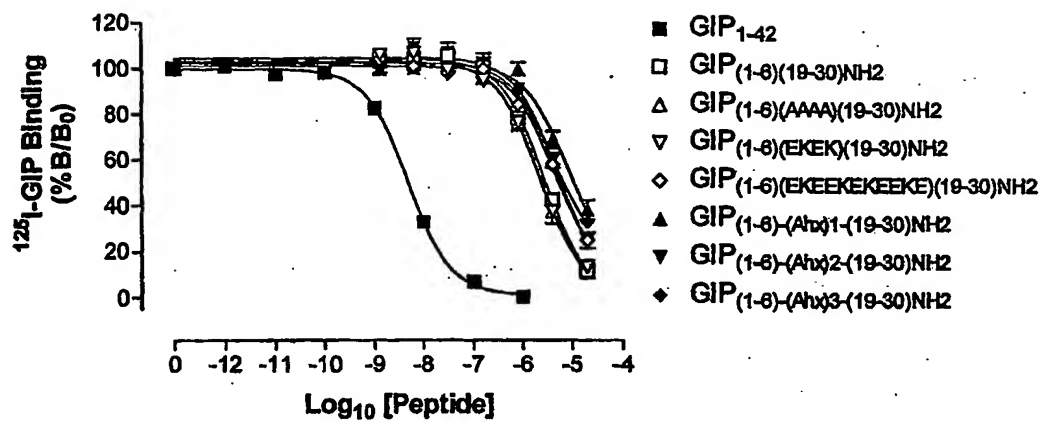 120
100
80
60
40
20
0
125I-GIP Binding
(%B/B0)
0 -12 -11 -10 -9 -8 -7 -6 -5 -4
Log10 [Peptide]
GIP1-42
GIP(1-6)(19-30)NH2
GIP(1-6)(AAAA)(19-30)NH2
GIP(1-6)(EKEK)(19-30)NH2
GIP(1-6)(EKEEKEKEEKE)(19-30)NH2
GIP(1-6)-(Ahx)1-(19-30)NH2
GIP(1-6)-(Ahx)2-(19-30)NH2
GIP(1-6)-(Ahx)3-(19-30)NH2